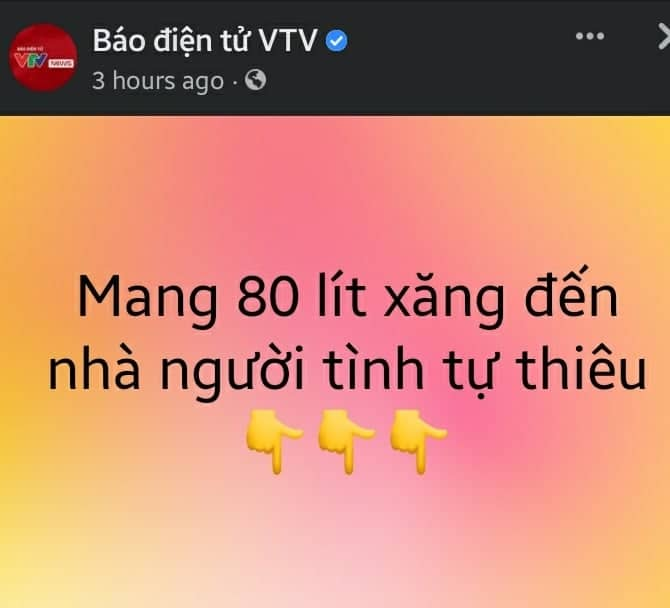 BÁO ĐIỆN TỬ
VTV NEWS
Báo điện tử VTV
3 hours ago ·
Mang 80 lít xăng đến
nhà người tình tự thiêu
👇👇👇